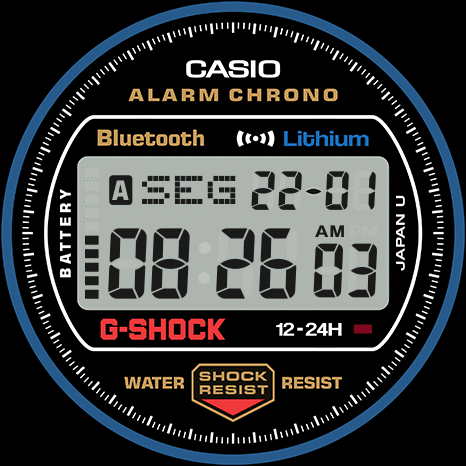 CASIO
ALARM CHRONO
Bluetooth Lithium
BATTERY
A SEG 22-01
08:26 AM PM 03
JAPAN U
G-SHOCK 12-24H
WATER SHOCK RESIST RESIST